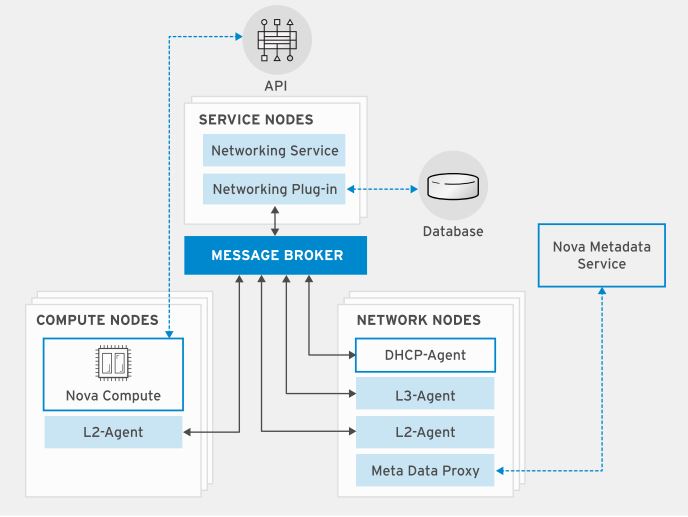 API
SERVICE NODES
Networking Service
Networking Plug-in
Database
MESSAGE BROKER
Nova Metadata
Service
COMPUTE NODES
Nova Compute
L2-Agent
NETWORK NODES
DHCP-Agent
L3-Agent
L2-Agent
Meta Data Proxy